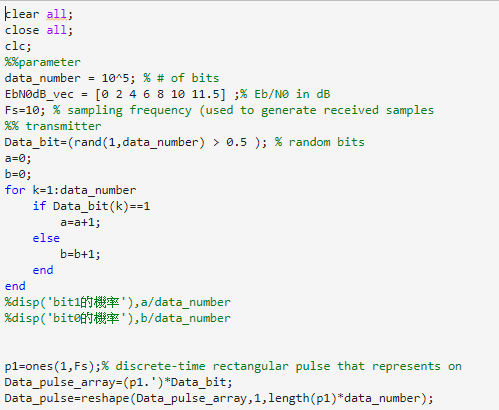 clear all;
close all;
clc;
%%parameter
data_number = 10^5; % # of bits
EbN0dB_vec = [0 2 4 6 8 10 11.5] ;% Eb/N0 in dB
Fs=10; % sampling frequency (used to generate received samples
%% transmitter
Data_bit=(rand(1,data_number) > 0.5 ); % random bits
a=0;
b=0;
for k=1:data_number
    if Data_bit(k)==1
        a=a+1;
    else
        b=b+1;
    end
end
%disp('bit1的機率'),a/data_number
%disp('bit0的機率'),b/data_number
p1=ones(1,Fs);% discrete-time rectangular pulse that represents on
Data_pulse_array=(p1.')*Data_bit;
Data_pulse=reshape(Data_pulse_array,1,length(p1)*data_number);